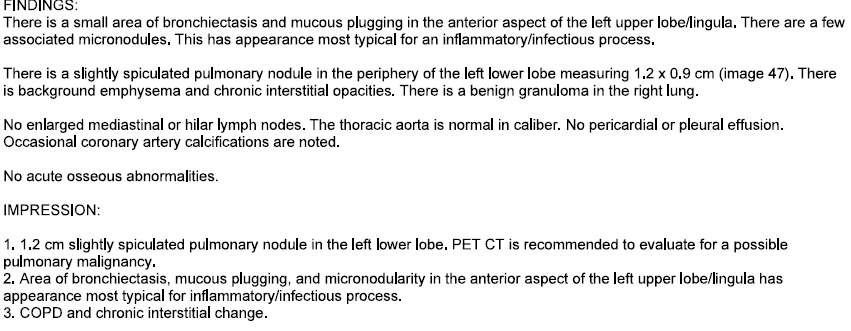 FINDINGS:
There is a small area of bronchiectasis and mucous plugging in the anterior aspect of the left upper lobe/lingula. There are a few
associated micronodules. This has appearance most typical for an inflammatory/infectious process.
There is a slightly spiculated pulmonary nodule in the periphery of the left lower lobe measuring 1.2 x 0.9 cm (image 47). There
is background emphysema and chronic interstitial opacities. There is a benign granuloma in the right lung.
No enlarged mediastinal or hilar lymph nodes. The thoracic aorta is normal in caliber. No pericardial or pleural effusion.
Occasional coronary artery calcifications are noted.
No acute osseous abnormalities.
IMPRESSION:
1. 1.2 cm slightly spiculated pulmonary nodule in the left lower lobe. PET CT is recommended to evaluate for a possible
pulmonary malignancy.
2. Area of bronchiectasis, mucous plugging, and micronodularity in the anterior aspect of the left upper lobe/lingula has
appearance most typical for inflammatory/infectious process.
3. COPD and chronic interstitial change.